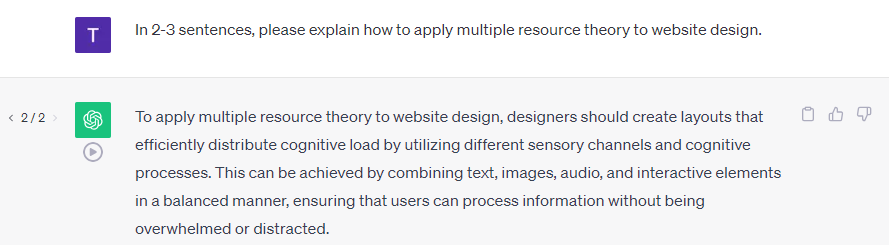 T
In 2-3 sentences, please explain how to apply multiple resource theory to website design.
2 / 2
To apply multiple resource theory to website design, designers should create layouts that
efficiently distribute cognitive load by utilizing different sensory channels and cognitive
processes. This can be achieved by combining text, images, audio, and interactive elements
in a balanced manner, ensuring that users can process information without being
overwhelmed or distracted.